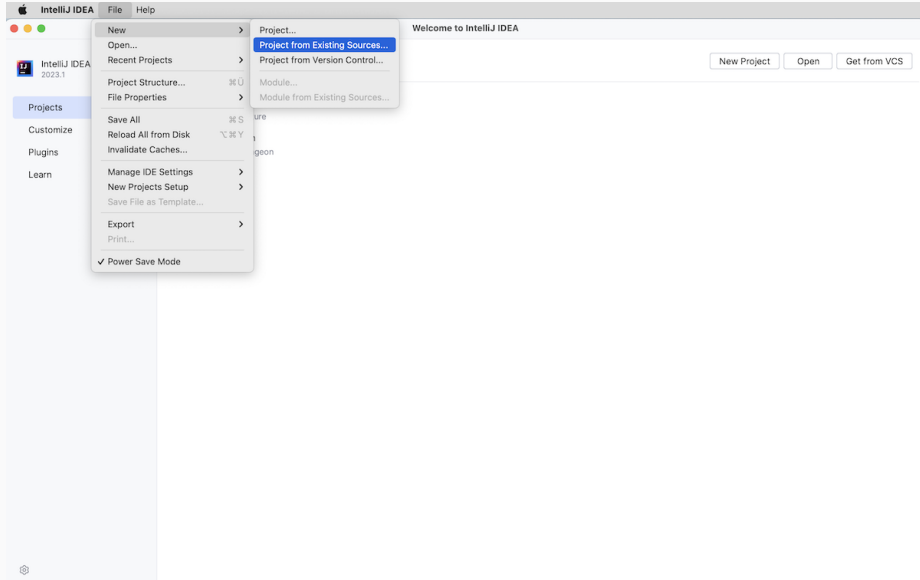 IntelliJ IDEA File Help
Welcome to IntelliJ IDEA
IntelliJ IDEA
2023.1
Projects
Customize
Plugins
Learn
New
Open...
Recent Projects
Project Structure... ⌘Ü
File Properties
Save All ⌘S
Reload All from Disk ⌥⌘Y
Invalidate Caches...
Manage IDE Settings
New Projects Setup
Save File as Template...
Export
Print...
✓ Power Save Mode
Project...
Project from Existing Sources...
Project from Version Control...
Module...
Module from Existing Sources...
New Project Open Get from VCS